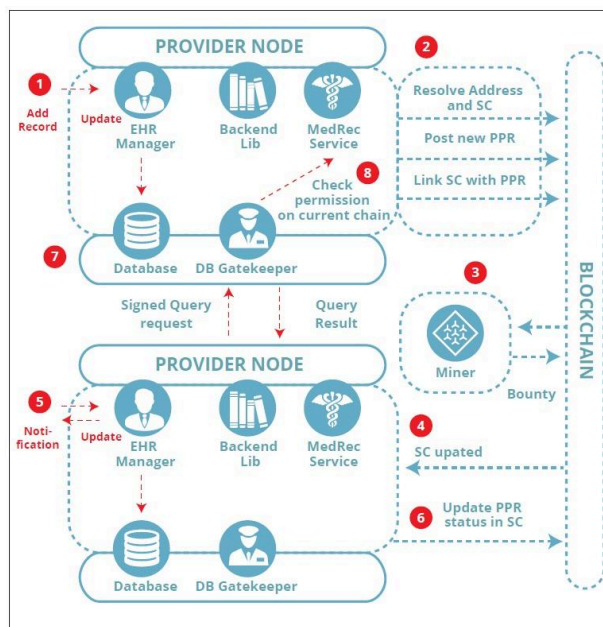 PROVIDER NODE
2
1
Add
Record
Update
EHR
Manager
Backend
Lib
MedRec
Service
Resolve Address
and SC
Post new PPR
Link SC with PPR
8
Check
permission
on current chain
7
Database
DB Gatekeeper
BLOCKCHAIN
3
Miner
Bounty
Signed Query
request
Query
Result
PROVIDER NODE
5
Noti-
fication
Update
EHR
Manager
Backend
Lib
MedRec
Service
4
SC upated
6
Update PPR
status in SC
Database
DB Gatekeeper